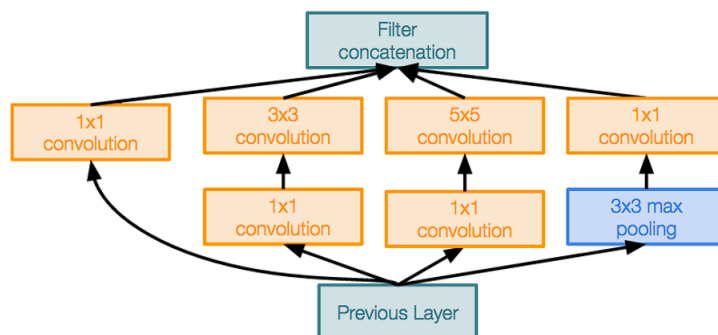 Filter
concatenation
1x1
convolution
3x3
convolution
5x5
convolution
1x1
convolution
1x1
convolution
1x1
convolution
3x3 max
pooling
Previous Layer